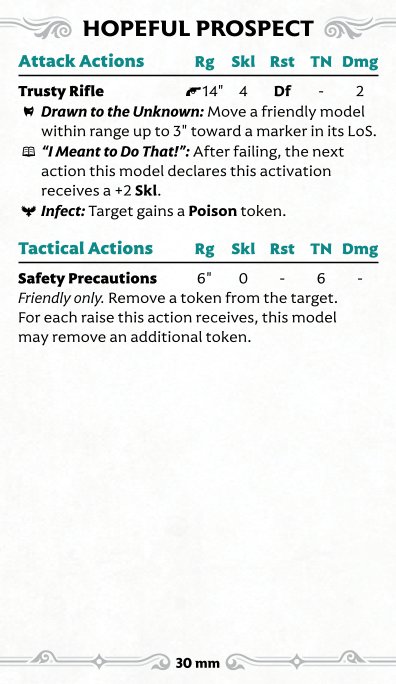 HOPEFUL PROSPECT
Attack Actions Rg Skl Rst TN Dmg
Trusty Rifle 14" 4 Df - 2
Drawn to the Unknown: Move a friendly model
within range up to 3" toward a marker in its LoS.
“I Meant to Do That!”: After failing, the next
action this model declares this activation
receives a +2 Skl.
Infect: Target gains a Poison token.
Tactical Actions Rg Skl Rst TN Dmg
Safety Precautions 6" 0 - 6 -
Friendly only. Remove a token from the target.
For each raise this action receives, this model
may remove an additional token.
30 mm